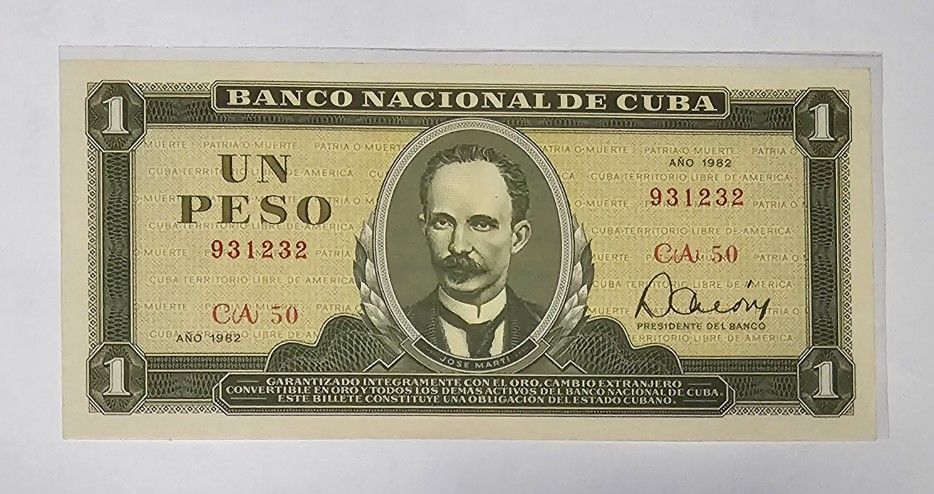 1 BANCO NACIONAL DE CUBA 1
PATRIA O MUERTE
CUBA TERRITORIO LIBRE DE AMERICA
UN
PESO
931232
CA 50
AÑO 1982
JOSE MARTI
AÑO 1982
931232
CA 50
PRESIDENTE DEL BANCO
1 1
GARANTIZADO INTEGRAMENTE CON EL ORO, CAMBIO EXTRANJERO
CONVERTIBLE EN ORO Y TODOS LOS DEMAS ACTIVOS DEL BANCO NACIONAL DE CUBA.
ESTE BILLETE CONSTITUYE UNA OBLIGACION DEL ESTADO CUBANO.